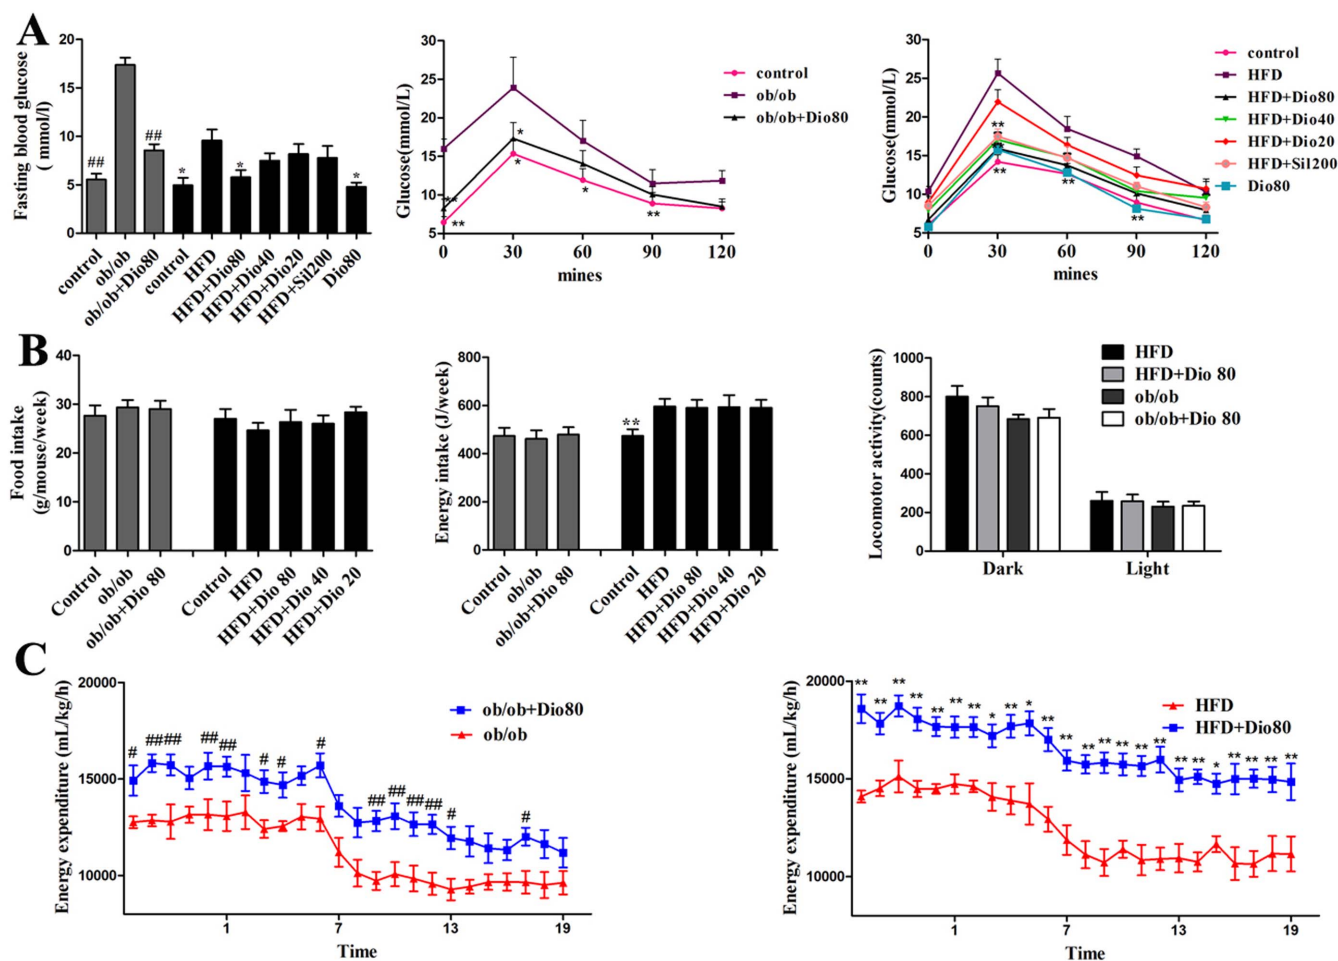 A
Fasting blood glucose
( mmol/l)
20
15
10
5
0
##
##
*
*
*
control
ob/ob
ob/ob+Dio80
control
HFD
HFD+Dio80
HFD+Dio40
HFD+Dio20
HFD+Sil200
Dio80
Glucose(mmol/L)
30
25
20
15
10
5
**
**
*
*
*
**
0
30
60
90
120
mines
control
ob/ob
ob/ob+Dio80
Glucose(mmol/L)
30
25
20
15
10
5
**
**
**
**
0
30
60
90
120
mines
control
HFD
HFD+Dio80
HFD+Dio40
HFD+Dio20
HFD+Sil200
Dio80
B
Food intake
(g/mouse/week)
40
30
20
10
0
Control
ob/ob
ob/ob+Dio 80
Control
HFD
HFD+Dio 80
HFD+Dio 40
HFD+Dio 20
Energy intake (J/week)
800
600
400
200
0
**
Control
ob/ob
ob/ob+Dio 80
Control
HFD
HFD+Dio 80
HFD+Dio 40
HFD+Dio 20
Locomotor activity(counts)
1000
800
600
400
200
0
Dark
Light
HFD
HFD+Dio 80
ob/ob
ob/ob+Dio 80
C
Energy expenditure (mL/kg/h)
20000
15000
10000
# ## ## ## ## # # # ## ## ## ## # #
1
7
13
19
Time
ob/ob+Dio80
ob/ob
Energy expenditure (mL/kg/h)
20000
15000
10000
** ** ** ** ** ** ** * ** * ** ** ** ** ** ** ** ** ** * ** ** ** **
1
7
13
19
Time
HFD
HFD+Dio80